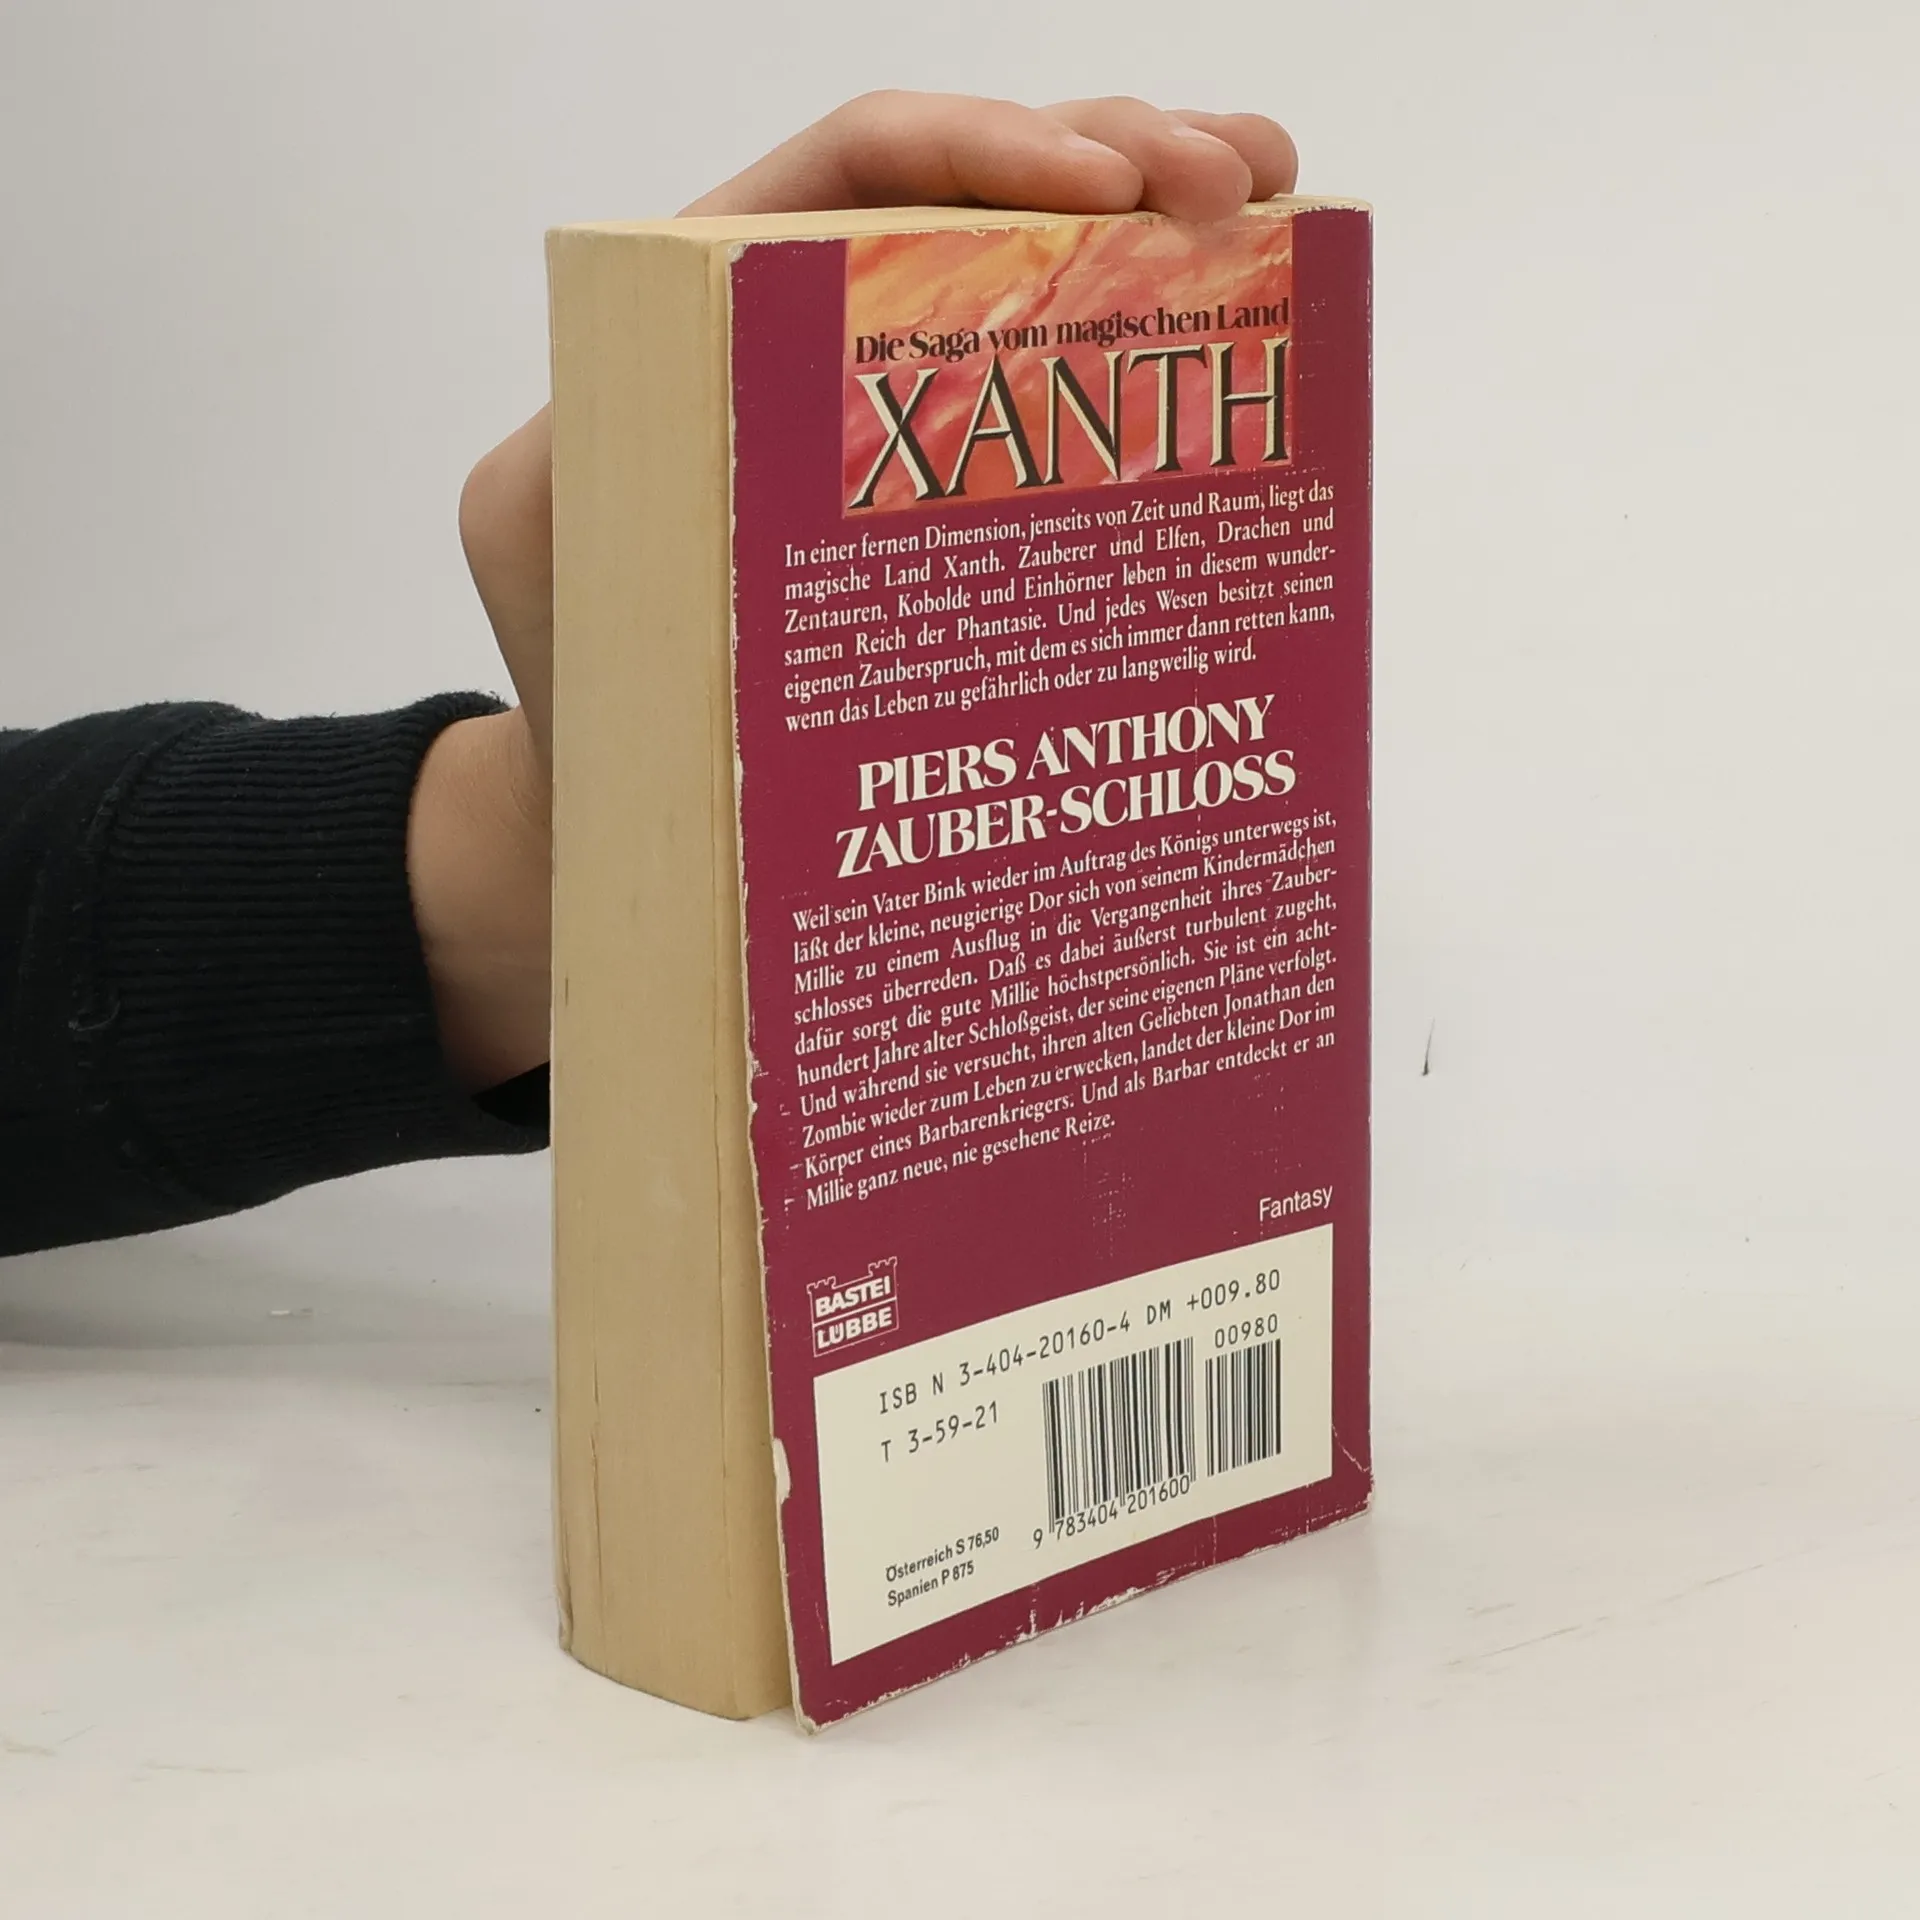 Die Saga vom magischen Land
XANTH
In einer fernen Dimension, jenseits von Zeit und Raum, liegt das
magische Land Xanth. Zauberer und Elfen, Drachen und
Zentauren, Kobolde und Einhörner leben in diesem wunder-
samen Reich der Phantasie. Und jedes Wesen besitzt seinen
eigenen Zauberspruch, mit dem es sich immer dann retten kann,
wenn das Leben zu gefährlich oder zu langweilig wird.
PIERS ANTHONY
ZAUBER-SCHLOSS
Weil sein Vater Bink wieder im Auftrag des Königs unterwegs ist,
läßt der kleine, neugierige Dor sich von seinem Kindermädchen
Millie zu einem Ausflug in die Vergangenheit ihres Zauber-
schlosses überreden. Daß es dabei äußerst turbulent zugeht,
dafür sorgt die gute Millie höchstpersönlich. Sie ist ein acht-
hundert Jahre alter Schloßgeist, der seine eigenen Pläne verfolgt.
Und während sie versucht, ihren alten Geliebten Jonathan den
Zombie wieder zum Leben zu erwecken, landet der kleine Dor im
Körper eines Barbarenkriegers. Und als Barbar entdeckt er an
Millie ganz neue, nie gesehene Reize.
Fantasy
BASTEI
LÜBBE
ISB N 3-404-20160-4 DM +009.80
T 3-59-21
00980
9 783404 201600
Österreich S 76,50
Spanien P 875